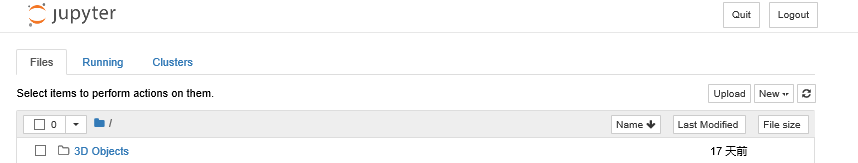 jupyter Quit Logout
Files Running Clusters
Select items to perform actions on them. Upload New
0 / Name Last Modified File size
3D Objects 17 天前